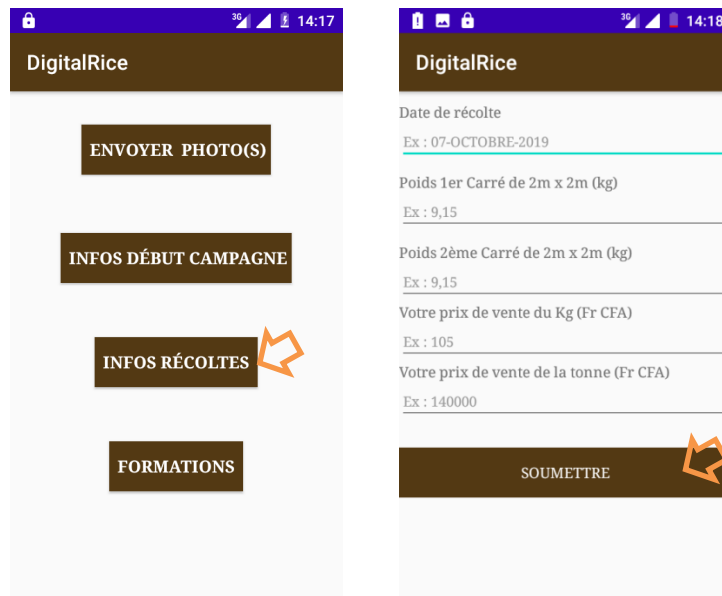 3G 14:17
DigitalRice
ENVOYER PHOTO(S)
INFOS DÉBUT CAMPAGNE
INFOS RÉCOLTES
FORMATIONS
3G 14:18
DigitalRice
Date de récolte
Ex : 07-OCTOBRE-2019
Poids 1er Carré de 2m x 2m (kg)
Ex : 9,15
Poids 2ème Carré de 2m x 2m (kg)
Ex : 9,15
Votre prix de vente du Kg (Fr CFA)
Ex : 105
Votre prix de vente de la tonne (Fr CFA)
Ex : 140000
SOUMETTRE